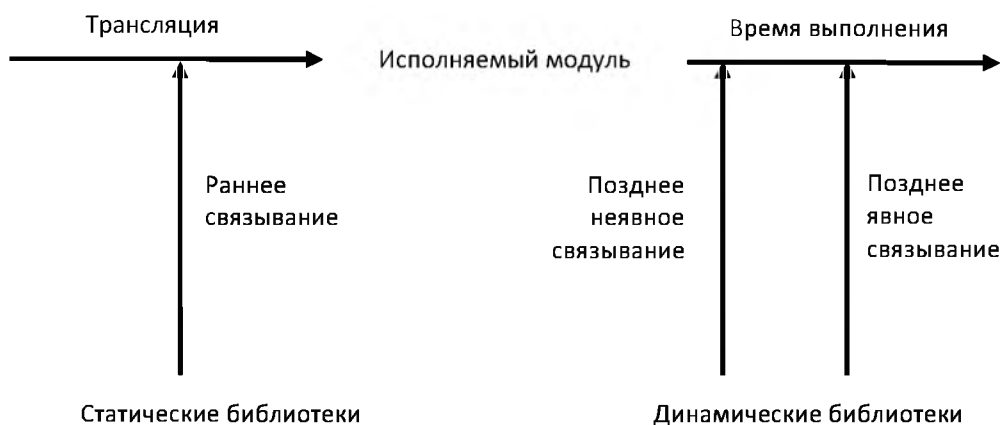 Трансляция
Исполняемый модуль
Время выполнения
Раннее
связывание
Позднее
неявное
связывание
Позднее
явное
связывание
Статические библиотеки
Динамические библиотеки